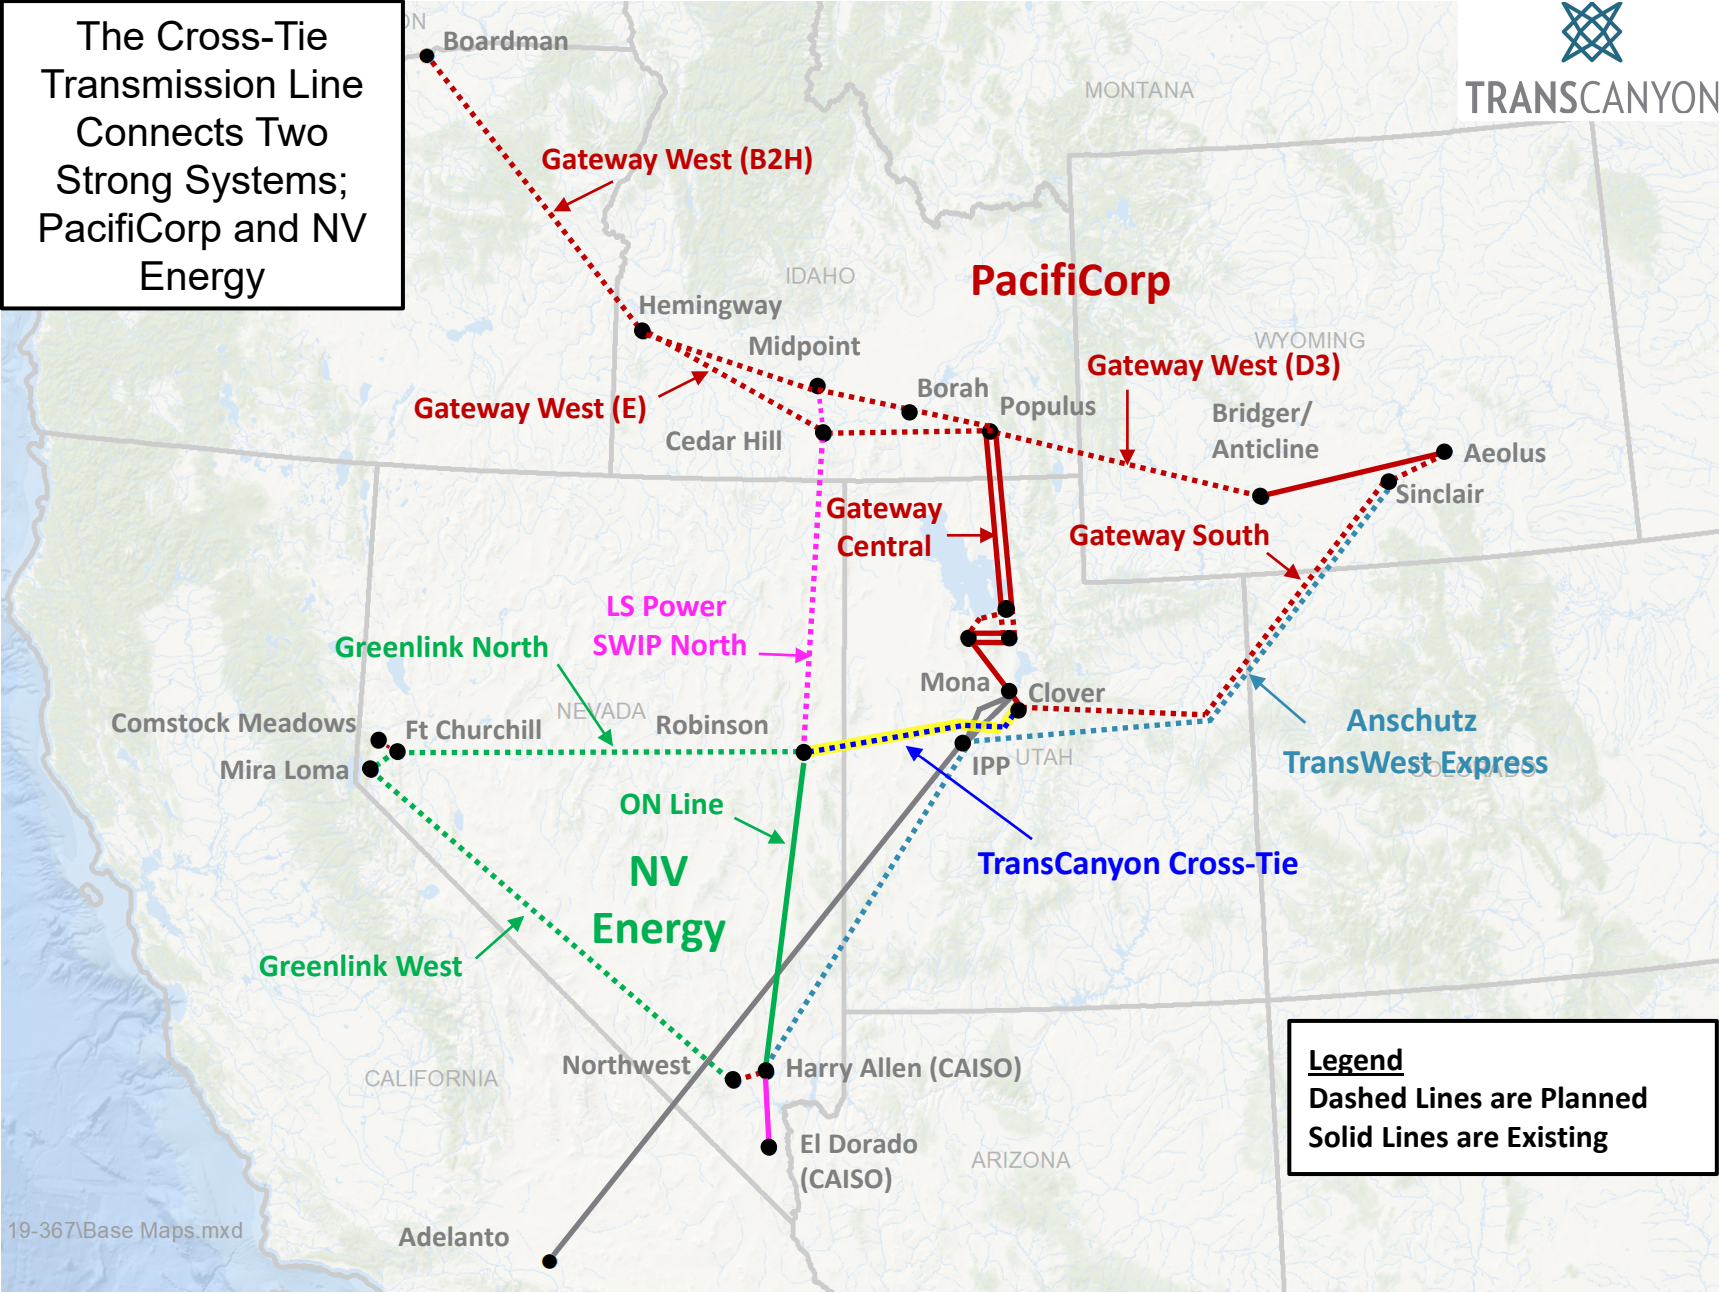 The Cross-Tie
Transmission Line
Connects Two
Strong Systems;
PacifiCorp and NV
Energy
ON
Boardman
MONTANA
TRANSCANYON
Gateway West (B2H)
IDAHO
PacifiCorp
Hemingway
Midpoint
WYOMING
Gateway West (D3)
Borah
Populus
Gateway West (E)
Cedar Hill
Bridger/
Anticline
Aeolus
Sinclair
Gateway
Central
Gateway South
LS Power
SWIP North
Greenlink North
Mona
Clover
Comstock Meadows
Ft Churchill
NEVADA
Robinson
Mira Loma
IPP
UTAH
Anschutz
TransWest Express
COLORADO
ON Line
TransCanyon Cross-Tie
NV
Energy
Greenlink West
Northwest
Harry Allen (CAISO)
CALIFORNIA
El Dorado
(CAISO)
ARIZONA
Legend
Dashed Lines are Planned
Solid Lines are Existing
19-367\Base Maps.mxd
Adelanto